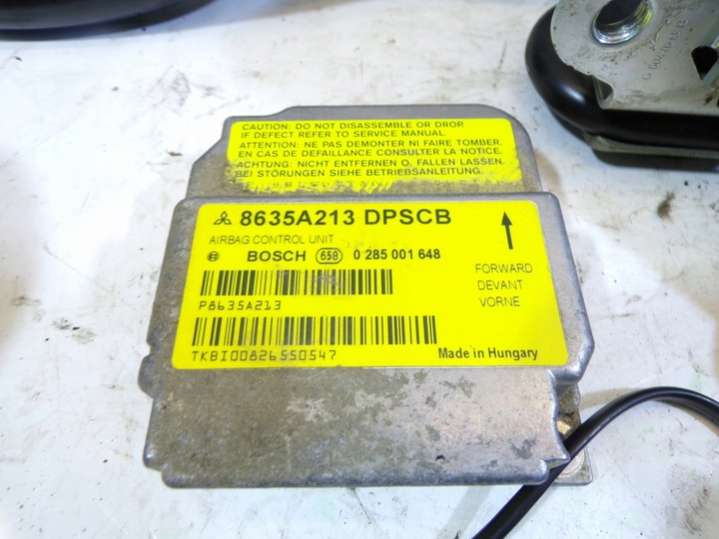 CAUTION: DO NOT DISASSEMBLE OR DROR
IF DEFECT REFER TO SERVICE MANUAL.
ATTENTION: NE PAS DEMONTER NI FAIRE TOMBER.
EN CAS DE DEFAILLANCE CONSULTER LA NOTICE.
ACHTUNG: NICHT ENTFERNEN O. FALLEN LASSEN.
BEI STÖRUNGEN SIEHE BETRIEBSANLEITUNG.
8635A213 DPSCB
AIRBAG CONTROL UNIT
BOSCH 658 0 285 001 648
FORWARD
DEVANT
VORNE
P8635A213
TKBI00826550547
Made in Hungary